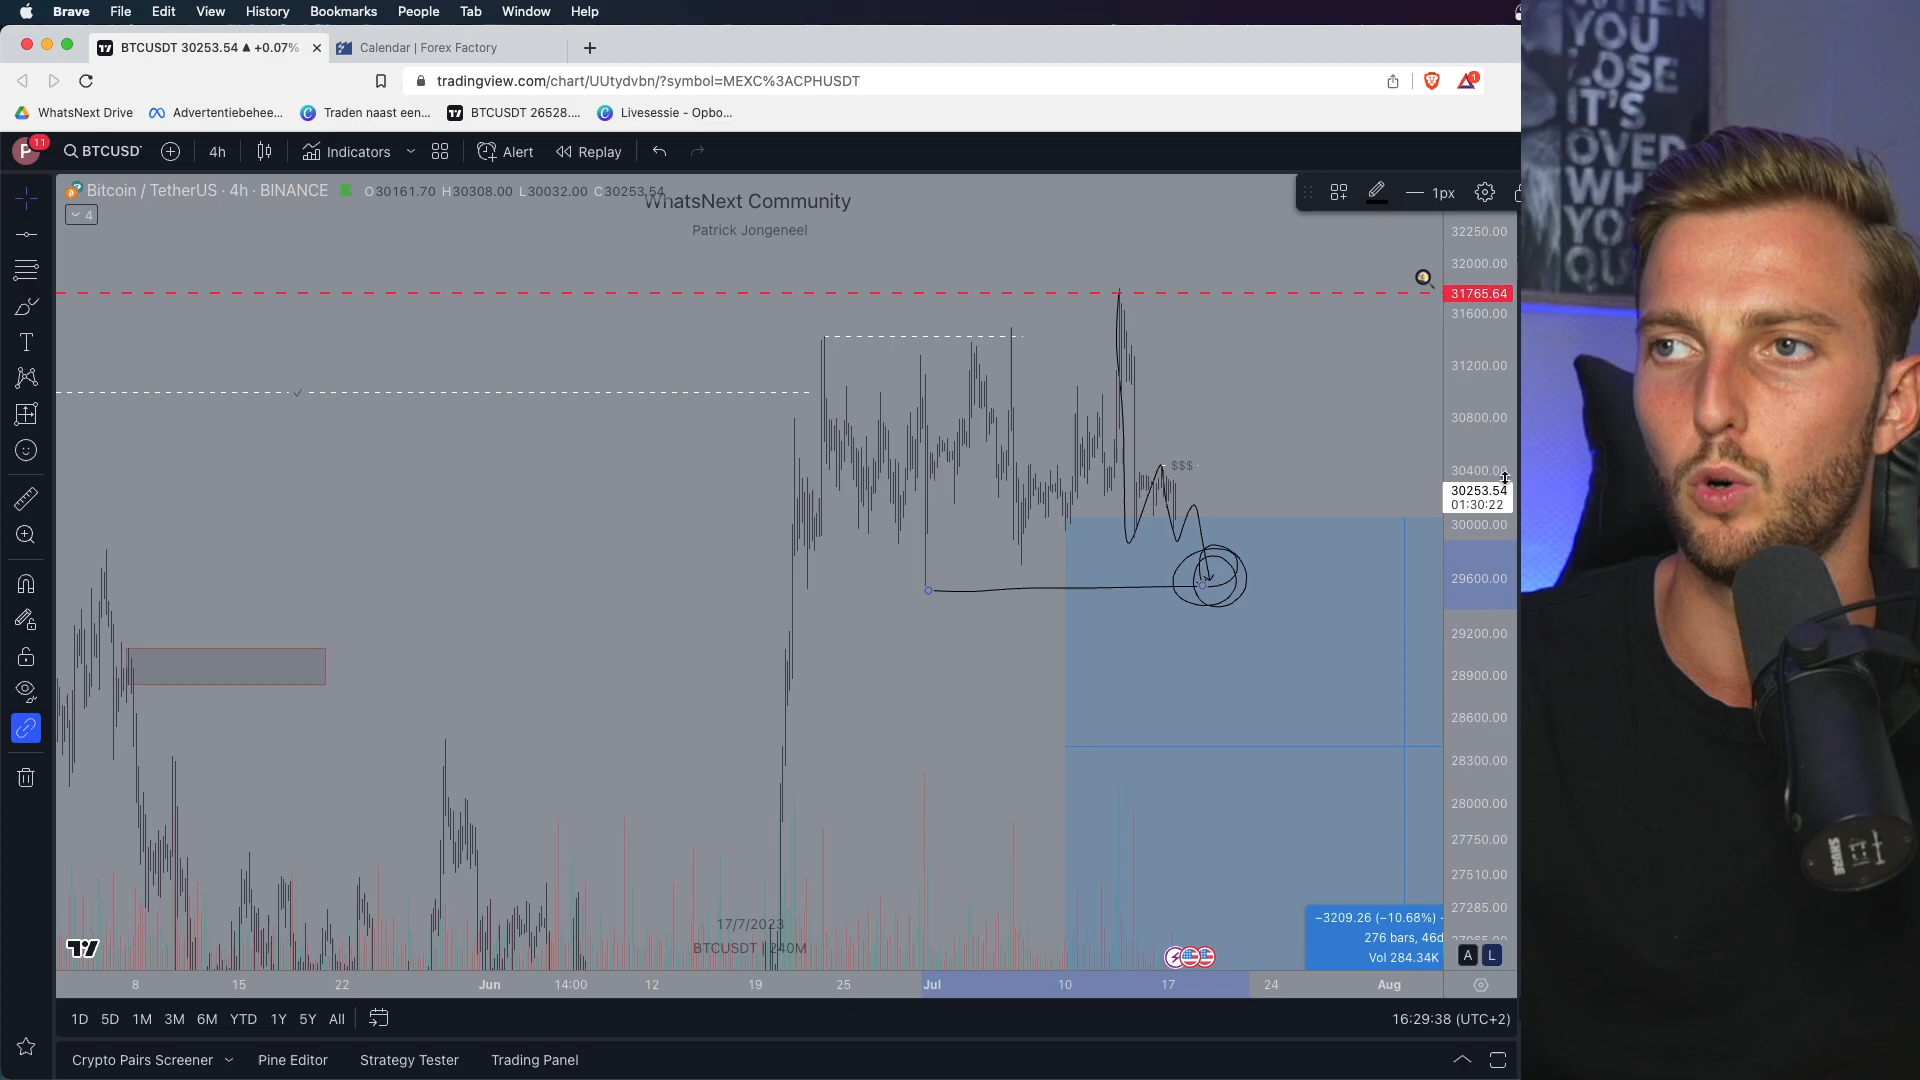 Brave File Edit View History Bookmarks People Tab Window Help
BTCUSDT 30253.54 ▲ +0.07%
Calendar | Forex Factory
tradingview.com/chart/UUtydvbn/?symbol=MEXC%3ACPHUSDT
1
WhatsNext Drive
Advertentiebehee...
Traden naast een...
BTCUSDT 26528....
Livesessie - Opbo...
P 11
BTCUSD
4h
Indicators
Alert
Replay
Bitcoin / TetherUS · 4h · BINANCE O30161.70 H30308.00 L30032.00 C30253.54
WhatsNext Community
Patrick Jongeneel
4
1px
32250.00
32000.00
31765.64
31600.00
31200.00
30800.00
$$$
30400.00
30253.54
01:30:22
30000.00
29600.00
29200.00
28900.00
28600.00
28300.00
28000.00
27750.00
27510.00
27285.00
−3209.26 (−10.68%) -
276 bars, 46d
Vol 284.34K
17/7/2023
BTCUSDT | 240M
A L
8 15 22 Jun 14:00 12 19 25 Jul 10 17 24 Aug
1D 5D 1M 3M 6M YTD 1Y 5Y All
16:29:38 (UTC+2)
Crypto Pairs Screener
Pine Editor
Strategy Tester
Trading Panel
YOU
LOSE
IT'S
OVER
SHURE